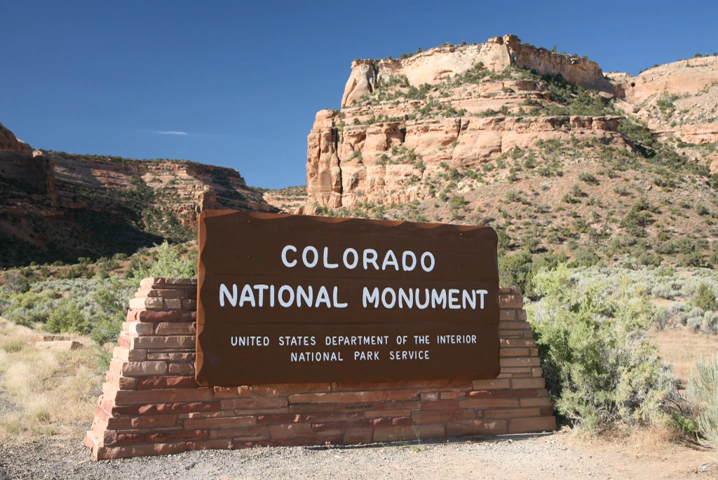 COLORADO
NATIONAL MONUMENT
UNITED STATES DEPARTMENT OF THE INTERIOR
NATIONAL PARK SERVICE